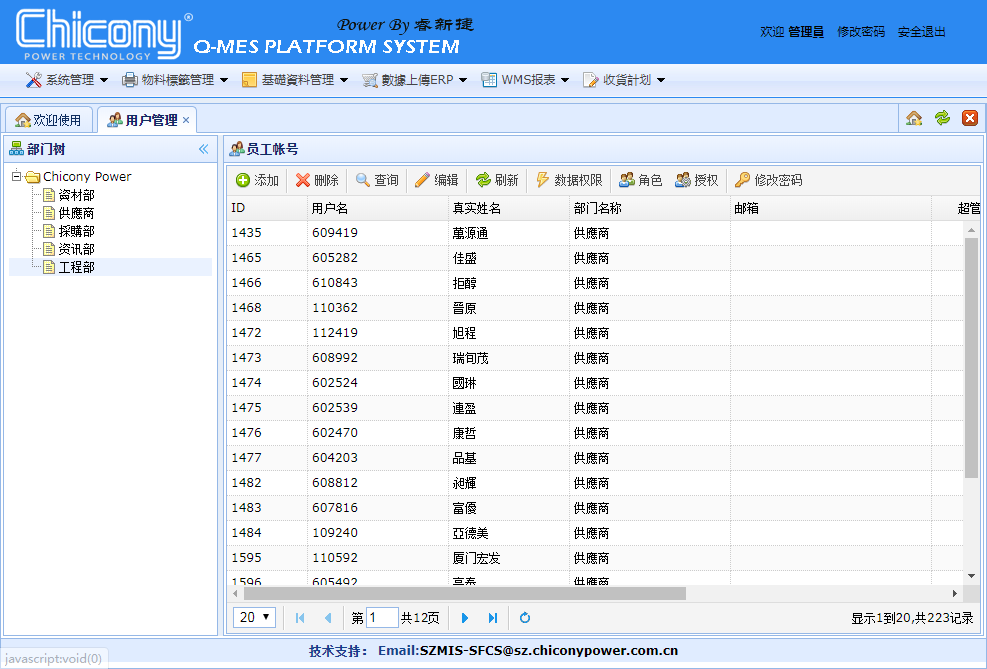 Chicony®
POWER TECHNOLOGY
Power By 睿新捷
Q-MES PLATFORM SYSTEM
欢迎 管理員 修改密码 安全退出
系统管理 物料標籤管理 基礎資料管理 數據上傳ERP WMS报表 收貨計划
欢迎使用 用户管理 ×
部门树 «
Chicony Power
资材部
供應商
採購部
资讯部
工程部
员工帐号
添加 删除 查询 编辑 刷新 数据权限 角色 授权 修改密码
ID 用户名 真实姓名 部门名称 邮箱 超管
1435 609419 萬源通 供應商
1465 605282 佳盛 供應商
1466 610843 拒醇 供應商
1468 110362 晉原 供應商
1472 112419 旭程 供應商
1473 608992 瑞旬茂 供應商
1474 602524 國琳 供應商
1475 602539 連盈 供應商
1476 602470 康哲 供應商
1477 604203 品基 供應商
1482 608812 昶輝 供應商
1483 607816 富優 供應商
1484 109240 亞德美 供應商
1595 110592 厦门宏发 供應商
1596 605492 高泰 供應商
20 第 1 共12页 显示1到20,共223记录
技术支持: Email:SZMIS-SFCS@sz.chiconypower.com.cn
javascript:void(0)